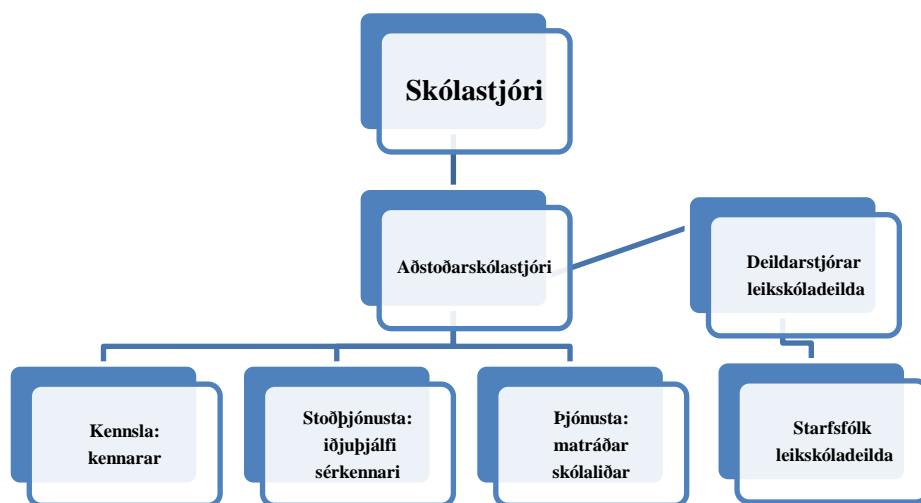 Skólastjóri
Aðstoðarskólastjóri
Deildarstjórar
leikskóladeilda
Kennsla:
kennarar
Stoðþjónusta:
iðjuþjálfi
sérkennari
Þjónusta:
matráðar
skólaliðar
Starfsfólk
leikskóladeilda